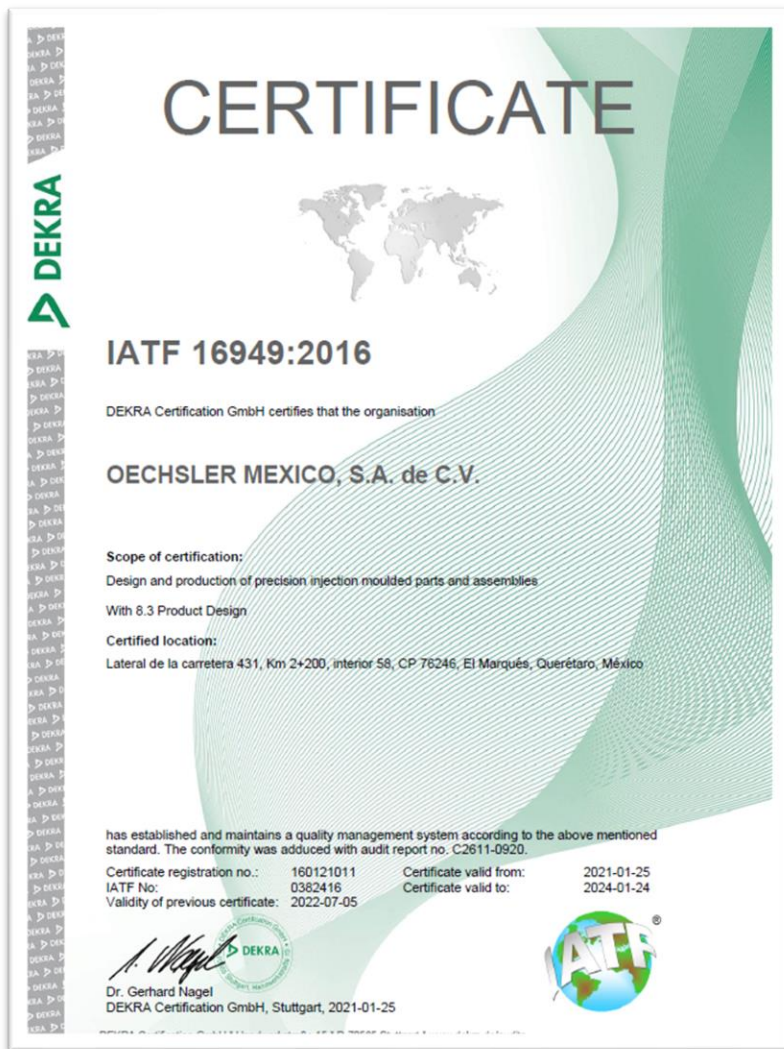 CERTIFICATE
DEKRA
IATF 16949:2016
DEKRA Certification GmbH certifies that the organisation
OECHSLER MEXICO, S.A. de C.V.
Scope of certification:
Design and production of precision injection moulded parts and assemblies
With 8.3 Product Design
Certified location:
Lateral de la carretera 431, Km 2+200, interior 58, CP 76246, El Marqués, Querétaro, México
has established and maintains a quality management system according to the above mentioned
standard. The conformity was adduced with audit report no. C2611-0920.
Certificate registration no.: 160121011 Certificate valid from: 2021-01-25
IATF No: 0382416 Certificate valid to: 2024-01-24
Validity of previous certificate: 2022-07-05
DEKRA
IATF ®
Dr. Gerhard Nagel
DEKRA Certification GmbH, Stuttgart, 2021-01-25